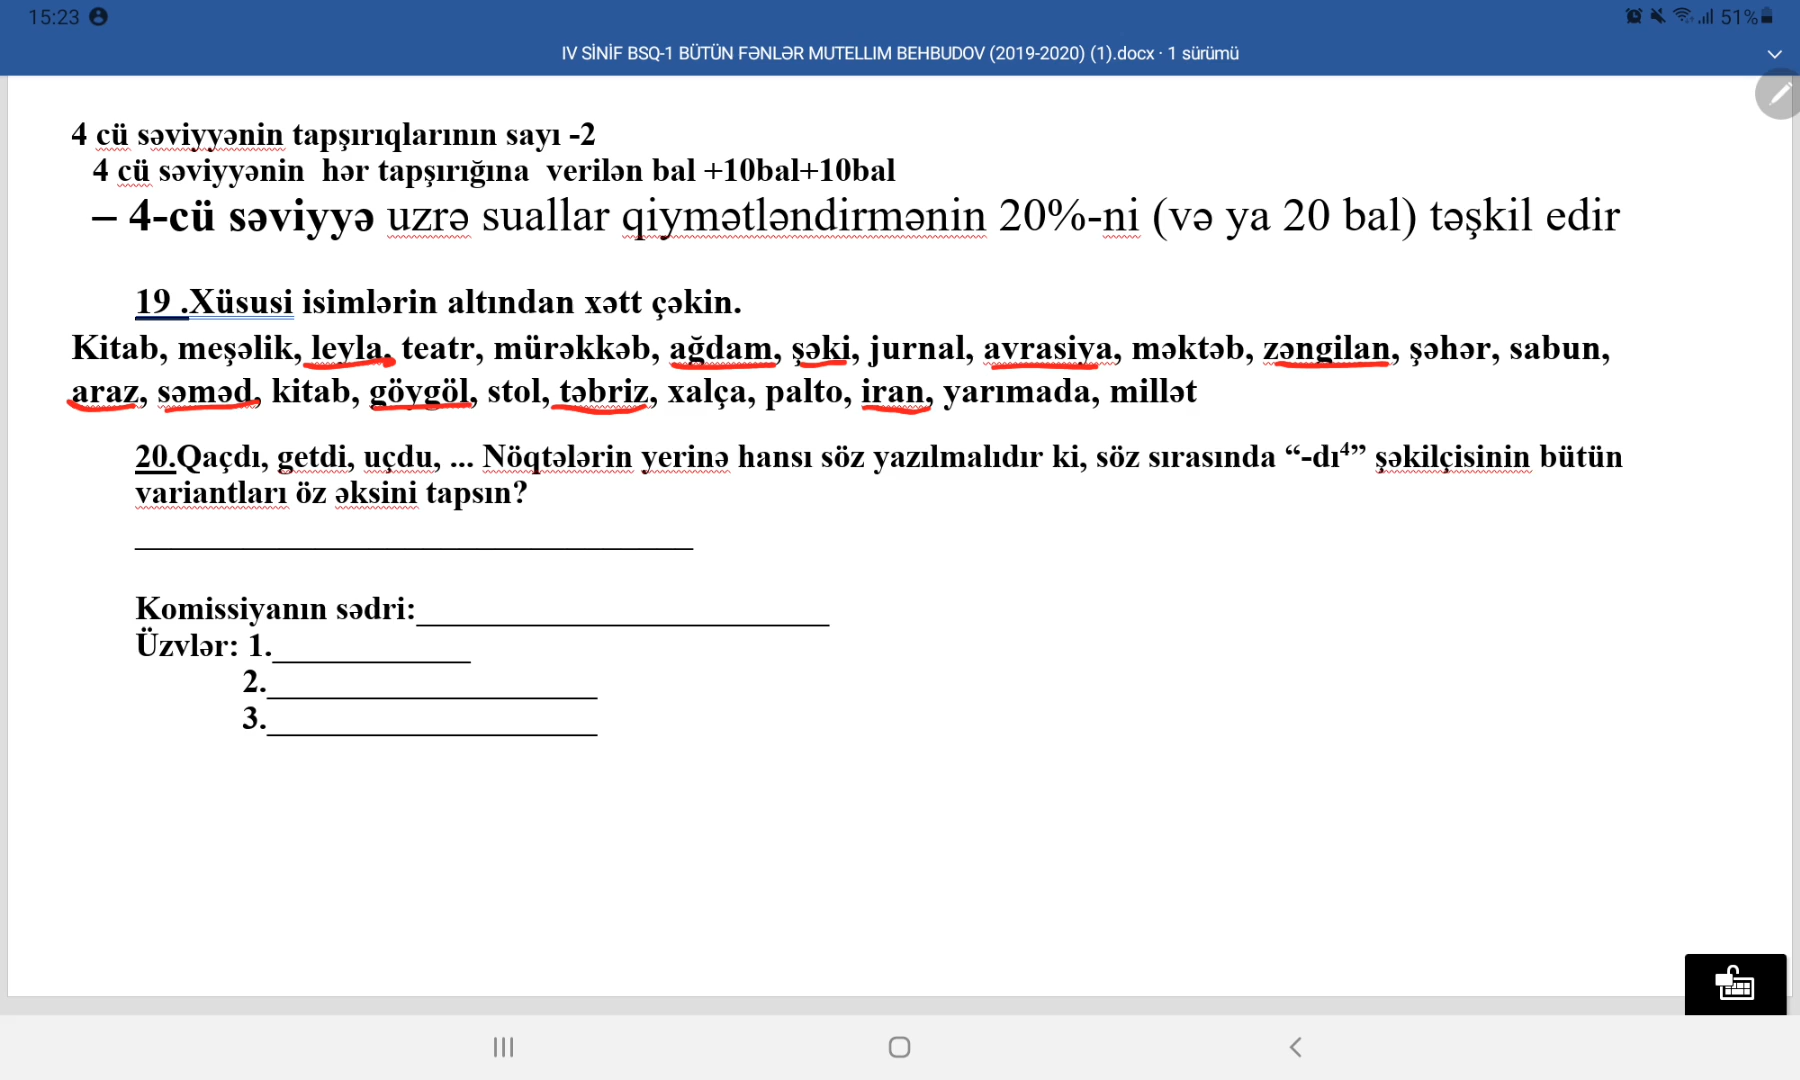 15:23
51%
IV SİNİF BSQ-1 BÜTÜN FƏNLƏR MUTELLIM BEHBUDOV (2019-2020) (1).docx · 1 sürümü
4 cü səviyyənin tapşırıqlarının sayı -2
4 cü səviyyənin hər tapşırığına verilən bal +10bal+10bal
– 4-cü səviyyə uzrə suallar qiymətləndirmənin 20%-ni (və ya 20 bal) təşkil edir
19 .Xüsusi isimlərin altından xətt çəkin.
Kitab, meşəlik, leyla, teatr, mürəkkəb, ağdam, şəki, jurnal, avrasiya, məktəb, zəngilan, şəhər, sabun,
araz, səməd, kitab, göygöl, stol, təbriz, xalça, palto, iran, yarımada, millət
20.Qaçdı, getdi, uçdu, ... Nöqtələrin yerinə hansı söz yazılmalıdır ki, söz sırasında “-dı⁴” şəkilçisinin bütün
variantları öz əksini tapsın?
Komissiyanın sədri:_______________________
Üzvlər: 1.___________
2.__________________
3.__________________